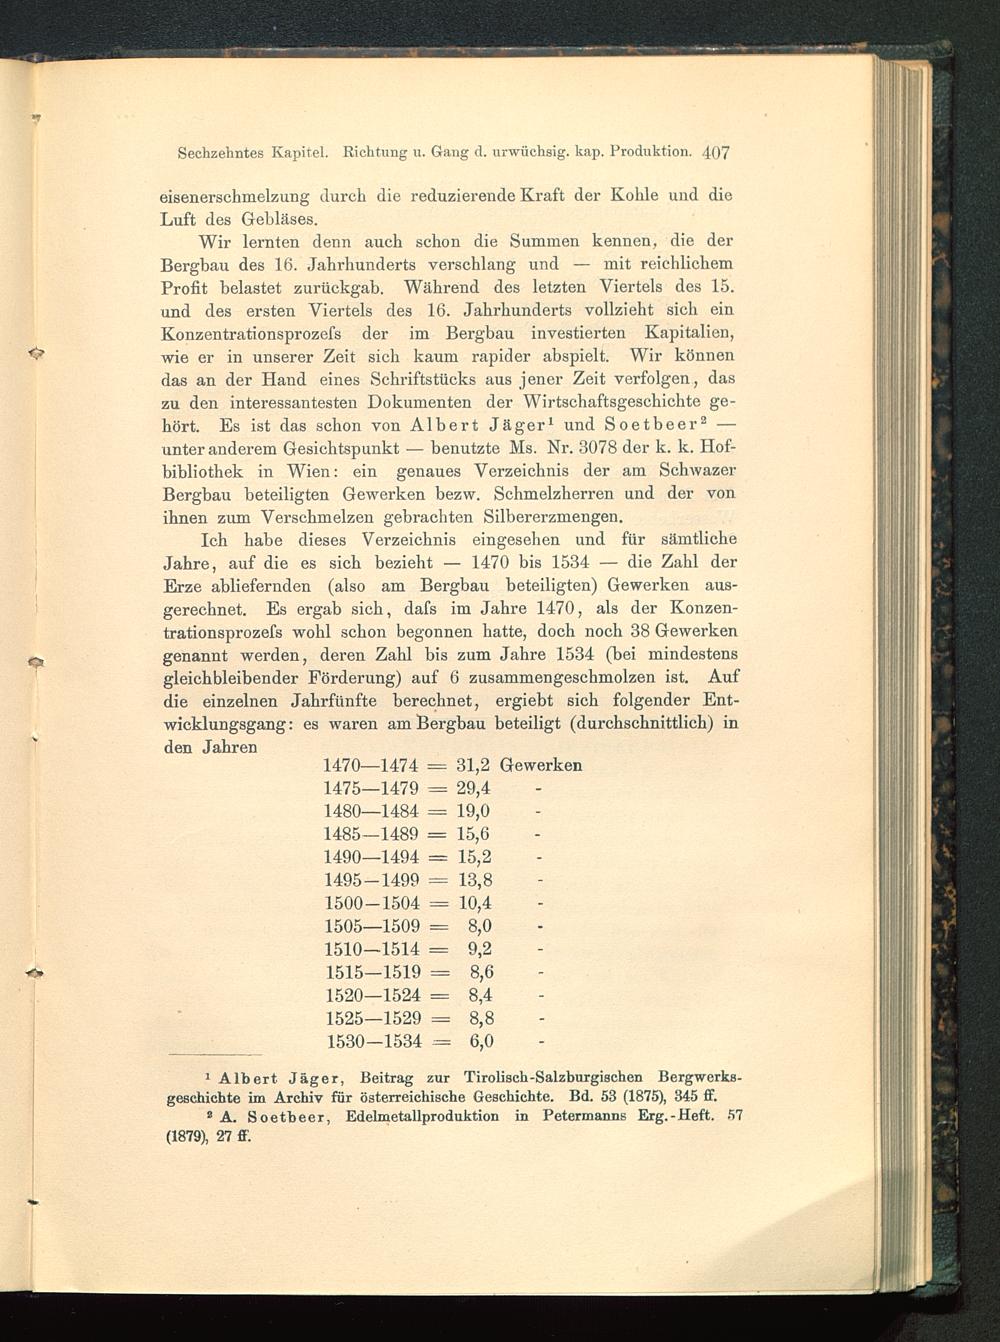 Sechzehntes Kapitel. Richtung u. Gang d. urwüchsig. kap. Produktion. 407
eisenerschmelzung durch die reduzierende Kraft der Kohle und die
Luft des Gebläses.
Wir lernten denn auch schon die Summen kennen, die der
Bergbau des 16. Jahrhunderts verschlang und — mit reichlichem
Profit belastet zurückgab. Während des letzten Viertels des 15.
und des ersten Viertels des 16. Jahrhunderts vollzieht sich ein
Konzentrationsprozeſs der im Bergbau investierten Kapitalien,
wie er in unserer Zeit sich kaum rapider abspielt. Wir können
das an der Hand eines Schriftstücks aus jener Zeit verfolgen, das
zu den interessantesten Dokumenten der Wirtschaftsgeschichte ge-
hört. Es ist das schon von Albert Jäger¹ und Soetbeer² —
unter anderem Gesichtspunkt — benutzte Ms. Nr. 3078 der k. k. Hof-
bibliothek in Wien: ein genaues Verzeichnis der am Schwazer
Bergbau beteiligten Gewerken bezw. Schmelzherren und der von
ihnen zum Verschmelzen gebrachten Silbererzmengen.
Ich habe dieses Verzeichnis eingesehen und für sämtliche
Jahre, auf die es sich bezieht — 1470 bis 1534 — die Zahl der
Erze abliefernden (also am Bergbau beteiligten) Gewerken aus-
gerechnet. Es ergab sich, daſs im Jahre 1470, als der Konzen-
trationsprozeſs wohl schon begonnen hatte, doch noch 38 Gewerken
genannt werden, deren Zahl bis zum Jahre 1534 (bei mindestens
gleichbleibender Förderung) auf 6 zusammengeschmolzen ist. Auf
die einzelnen Jahrfünfte berechnet, ergiebt sich folgender Ent-
wicklungsgang: es waren am Bergbau beteiligt (durchschnittlich) in
den Jahren
1470—1474 = 31,2 Gewerken
1475—1479 = 29,4 -
1480—1484 = 19,0 -
1485—1489 = 15,6 -
1490—1494 = 15,2 -
1495—1499 = 13,8 -
1500—1504 = 10,4 -
1505—1509 = 8,0 -
1510—1514 = 9,2 -
1515—1519 = 8,6 -
1520—1524 = 8,4 -
1525—1529 = 8,8 -
1530—1534 = 6,0 -
¹ Albert Jäger, Beitrag zur Tirolisch-Salzburgischen Bergwerks-
geschichte im Archiv für österreichische Geschichte. Bd. 53 (1875), 345 ff.
² A. Soetbeer, Edelmetallproduktion in Petermanns Erg.-Heft. 57
(1879), 27 ff.